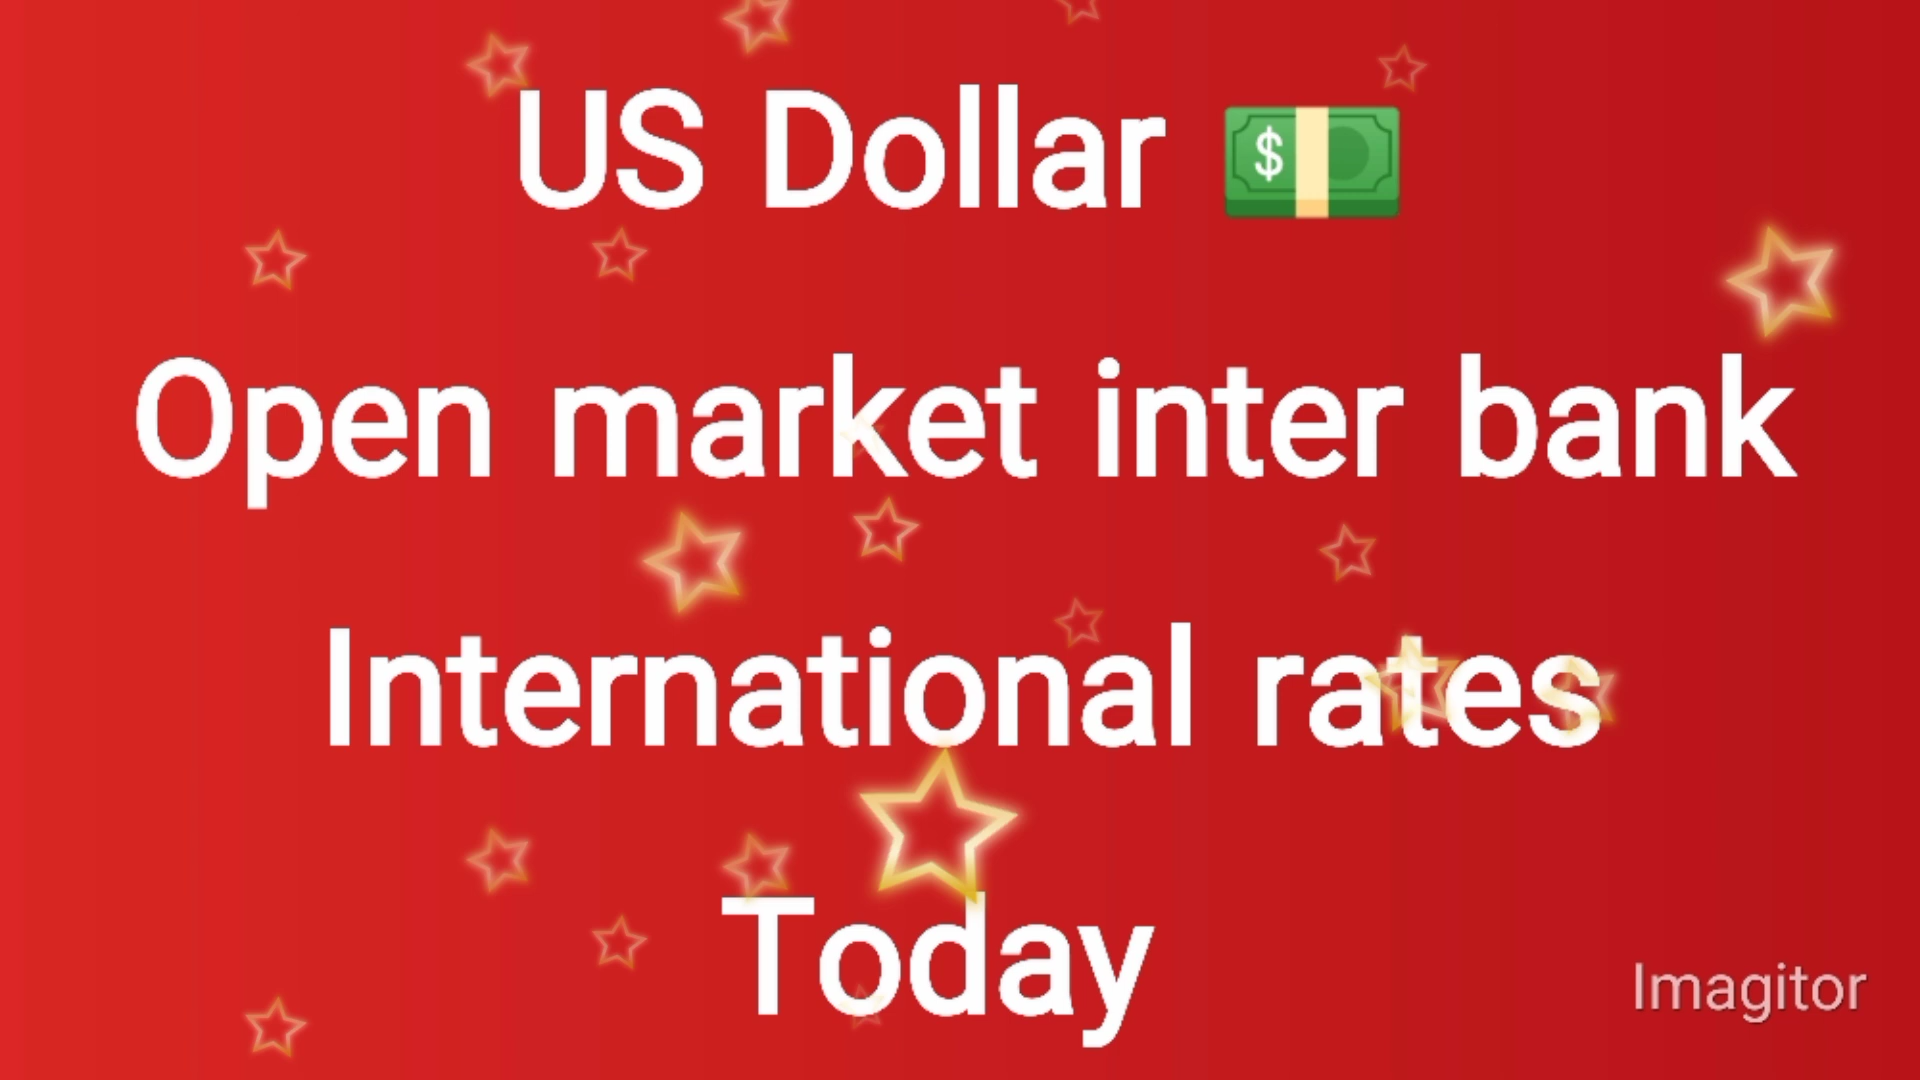 US Dollar 💵
Open market inter bank
International rates
Today
Imagitor